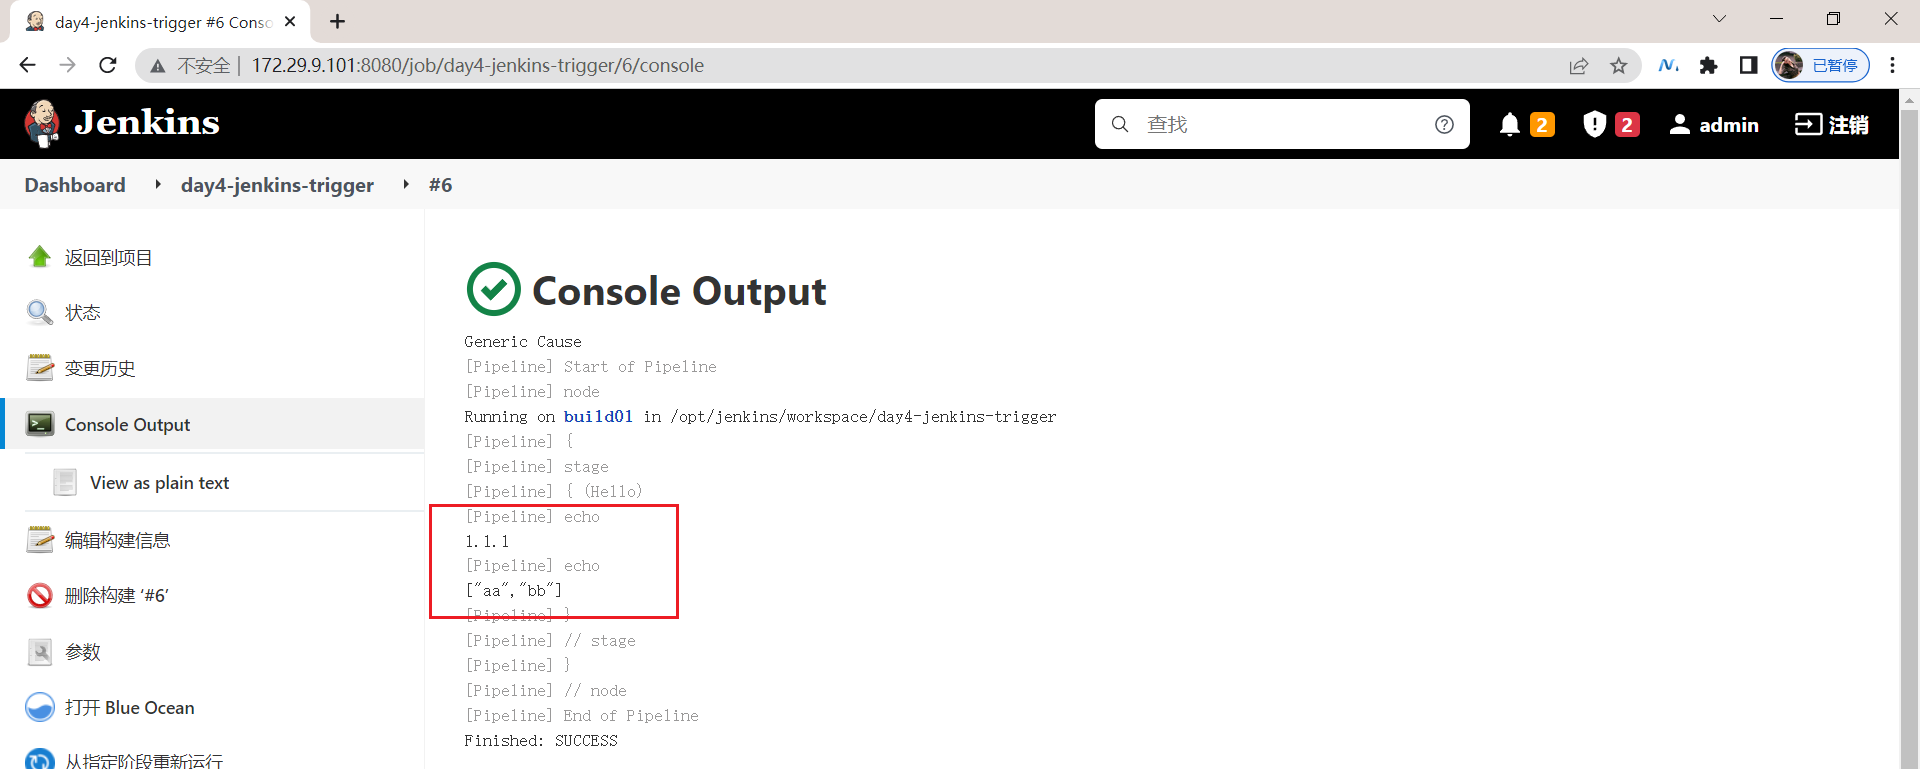 day4-jenkins-trigger #6 Conso
不安全
172.29.9.101:8080/job/day4-jenkins-trigger/6/console
已暂停
Jenkins
查找
2
2
admin
注销
Dashboard
day4-jenkins-trigger
#6
返回到项目
状态
变更历史
Console Output
View as plain text
编辑构建信息
删除构建 ‘#6’
参数
打开 Blue Ocean
从指定阶段重新运行
Console Output
Generic Cause
[Pipeline] Start of Pipeline
[Pipeline] node
Running on build01 in /opt/jenkins/workspace/day4-jenkins-trigger
[Pipeline] {
[Pipeline] stage
[Pipeline] { (Hello)
[Pipeline] echo
1.1.1
[Pipeline] echo
["aa","bb"]
[Pipeline] }
[Pipeline] // stage
[Pipeline] }
[Pipeline] // node
[Pipeline] End of Pipeline
Finished: SUCCESS